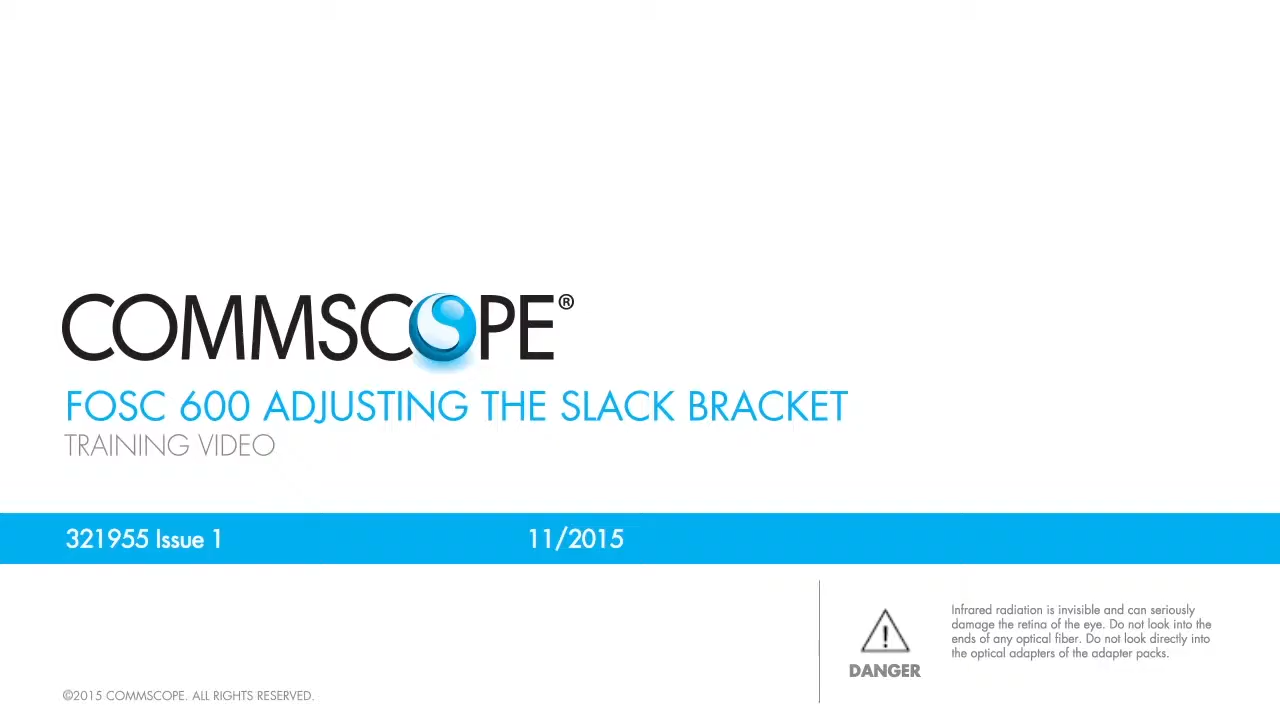 COMMSCOPE®
FOSC 600 ADJUSTING THE SLACK BRACKET
TRAINING VIDEO
321955 Issue 1
11/2015
Infrared radiation is invisible and can seriously
damage the retina of the eye. Do not look into the
ends of any optical fiber. Do not look directly into
the optical adapters of the adapter packs.
DANGER
©2015 COMMSCOPE. ALL RIGHTS RESERVED.